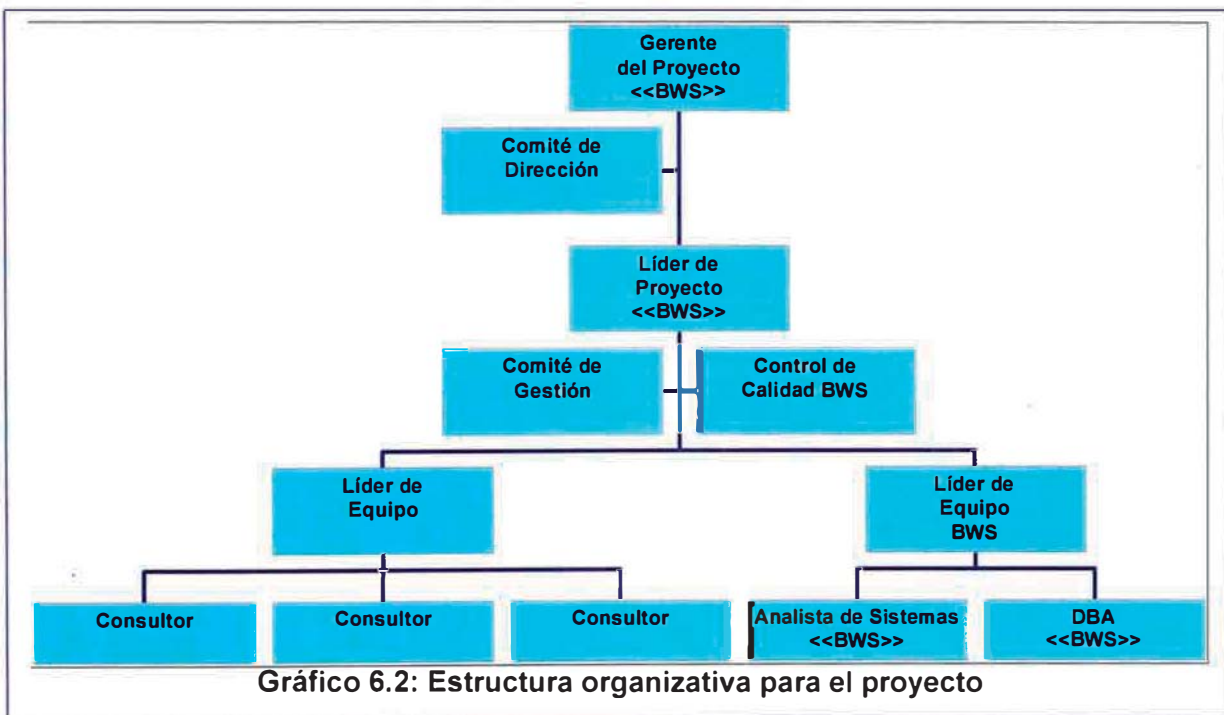 Gerente
del Proyecto
<<BWS>>
Comité de
Dirección
Líder de
Proyecto
<<BWS>>
Comité de
Gestión
Control de
Calidad BWS
Líder de
Equipo
Líder de
Equipo
BWS
Consultor
Consultor
Consultor
Analista de Sistemas
<<BWS>>
DBA
<<BWS>>
Gráfico 6.2: Estructura organizativa para el proyecto